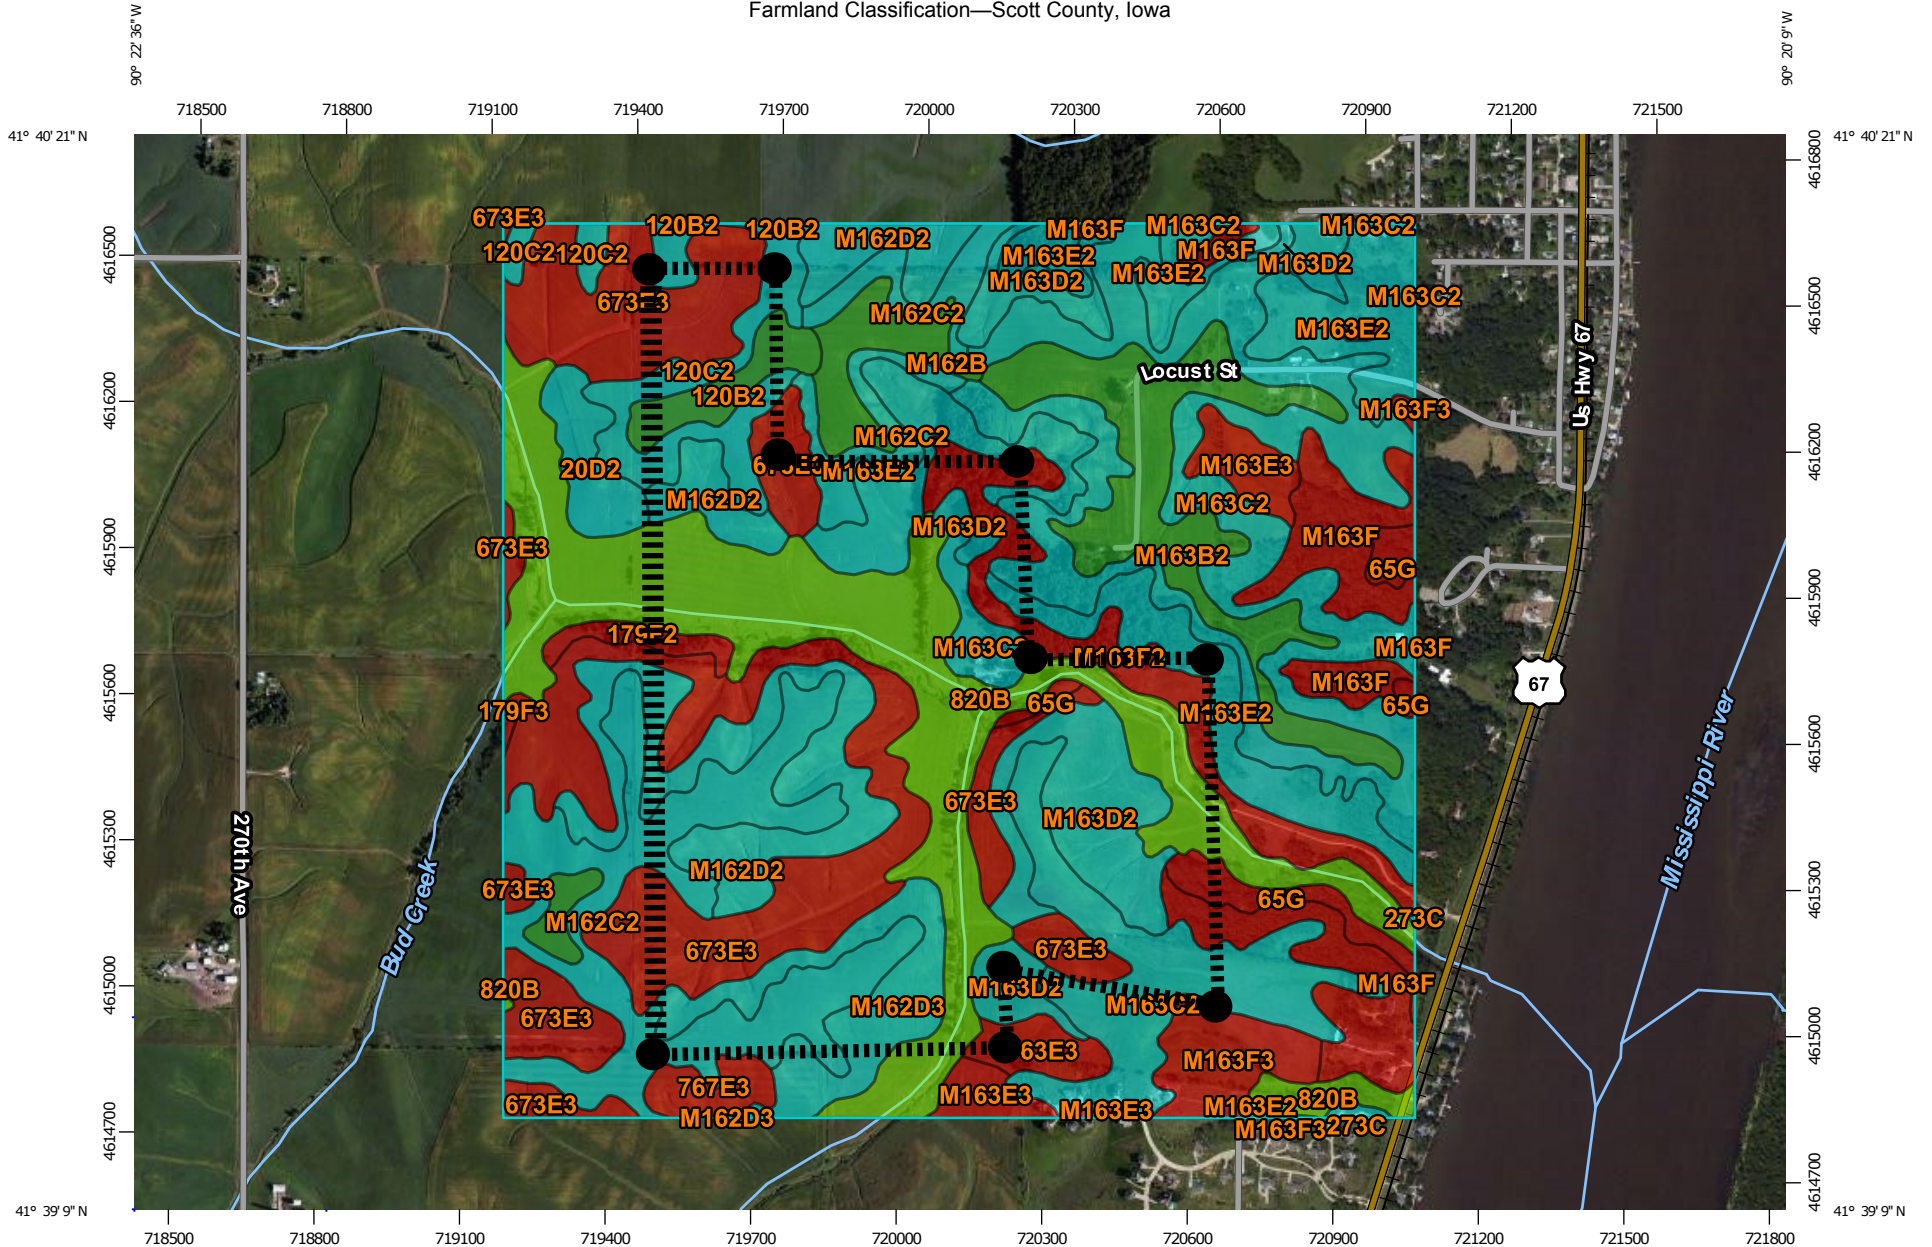 Farmland Classification—Scott County, Iowa
90° 22' 36'' W
90° 20' 9'' W
718500 718800 719100 719400 719700 720000 720300 720600 720900 721200 721500
41° 40' 21'' N
41° 40' 21'' N
4616500
4616200
4615900
4615600
4615300
4615000
4614700
4616800
4616500
4616200
4615900
4615600
4615300
4615000
4614700
673E3
120B2
120B2
M162D2
M163F
M163C2
M163C2
120C2
120C2
M163E2
M163F
M163D2
M163D2
M163E2
673E3
M163C2
M162C2
M163E2
120C2
M162B
Locust St
Us Hwy 67
120B2
M163F3
M162C2
20D2
M163E2
M163E3
M162D2
M163C2
M163D2
M163F
673E3
M163B2
65G
179F2
M163F
M163F
67
820B
65G
65G
179F3
M163E2
673E3
M163D2
270th Ave
Bud-Creek
Mississippi-River
M162D2
673E3
65G
M162C2
273C
673E3
673E3
820B
M163D2
M163F
673E3
M162D3
M163C2
63E3
M163F3
767E3
M163E3
673E3
M162D3
M163E3
M163E2
820B
M163F3
273C
41° 39' 9'' N
41° 39' 9'' N
718500 718800 719100 719400 719700 720000 720300 720600 720900 721200 721500 721800